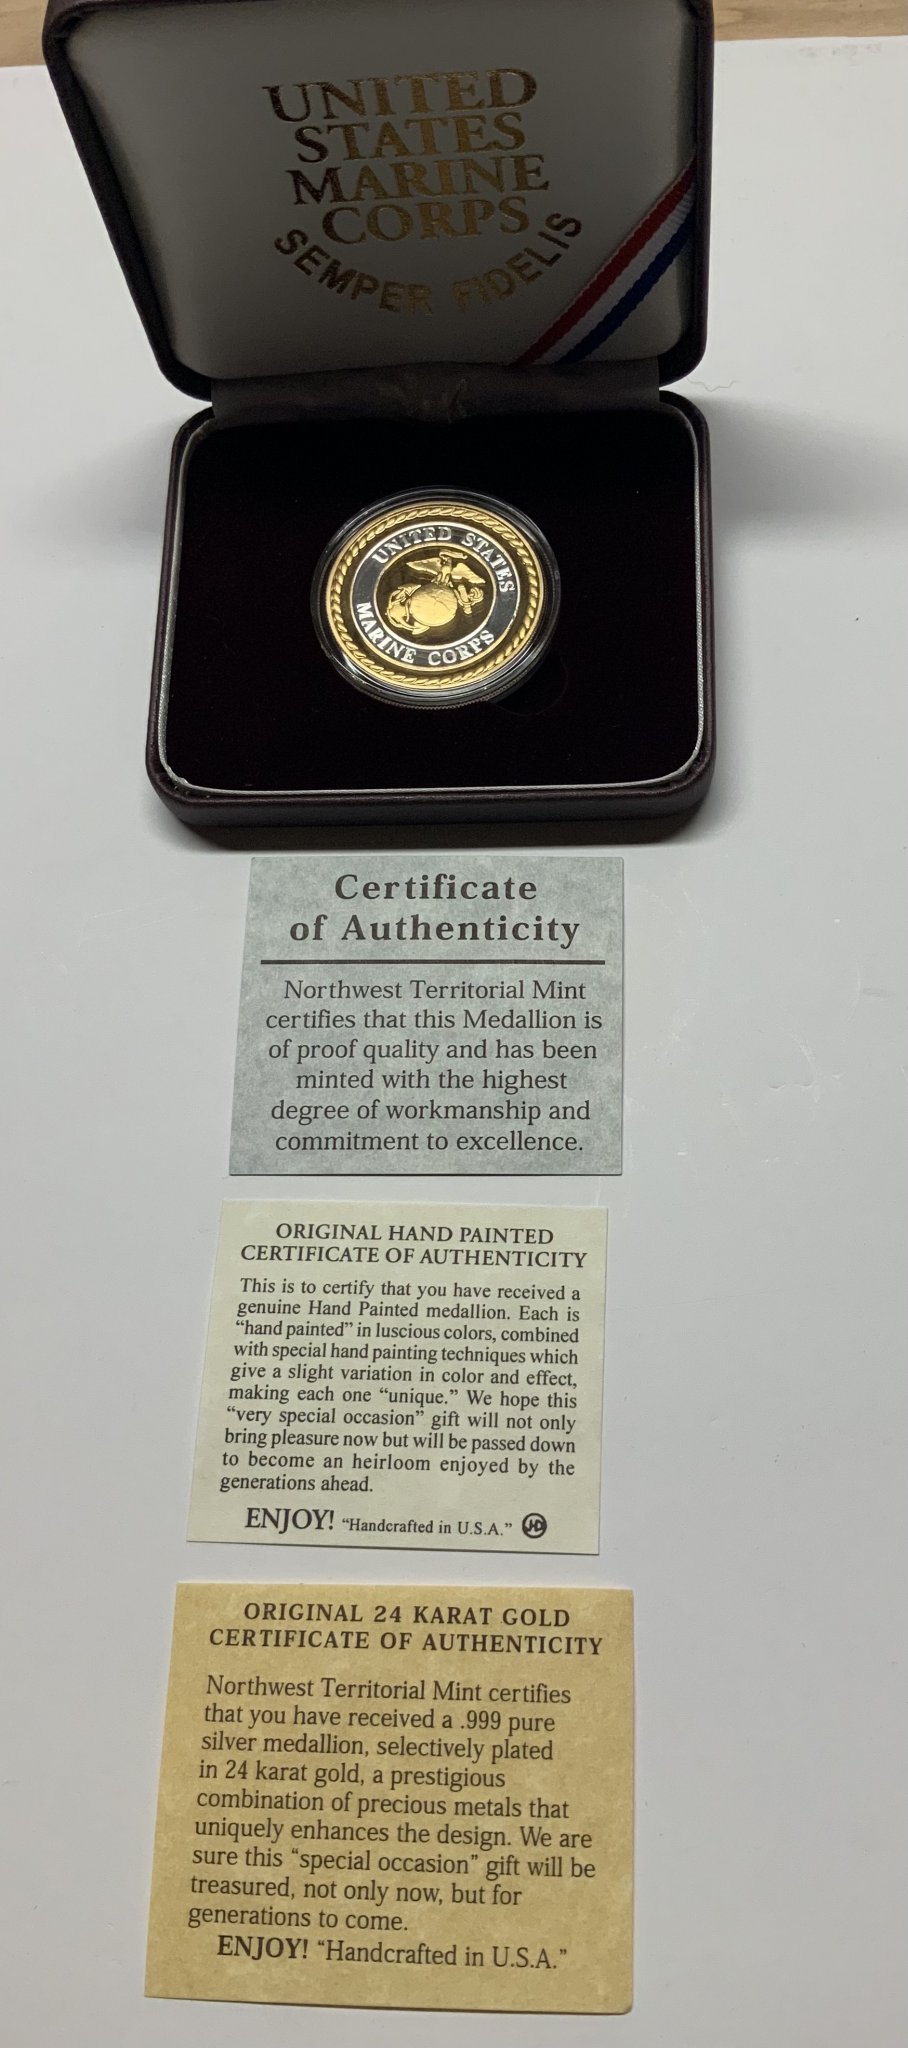 UNITED
STATES
MARINE
CORPS
SEMPER FIDELIS
UNITED STATES
MARINE CORPS
Certificate
of Authenticity
Northwest Territorial Mint
certifies that this Medallion is
of proof quality and has been
minted with the highest
degree of workmanship and
commitment to excellence.
ORIGINAL HAND PAINTED
CERTIFICATE OF AUTHENTICITY
This is to certify that you have received a
genuine Hand Painted medallion. Each is
“hand painted” in luscious colors, combined
with special hand painting techniques which
give a slight variation in color and effect,
making each one “unique.” We hope this
“very special occasion” gift will not only
bring pleasure now but will be passed down
to become an heirloom enjoyed by the
generations ahead.
ENJOY! “Handcrafted in U.S.A.”
ORIGINAL 24 KARAT GOLD
CERTIFICATE OF AUTHENTICITY
Northwest Territorial Mint certifies
that you have received a .999 pure
silver medallion, selectively plated
in 24 karat gold, a prestigious
combination of precious metals that
uniquely enhances the design. We are
sure this “special occasion” gift will be
treasured, not only now, but for
generations to come.
ENJOY! “Handcrafted in U.S.A.”